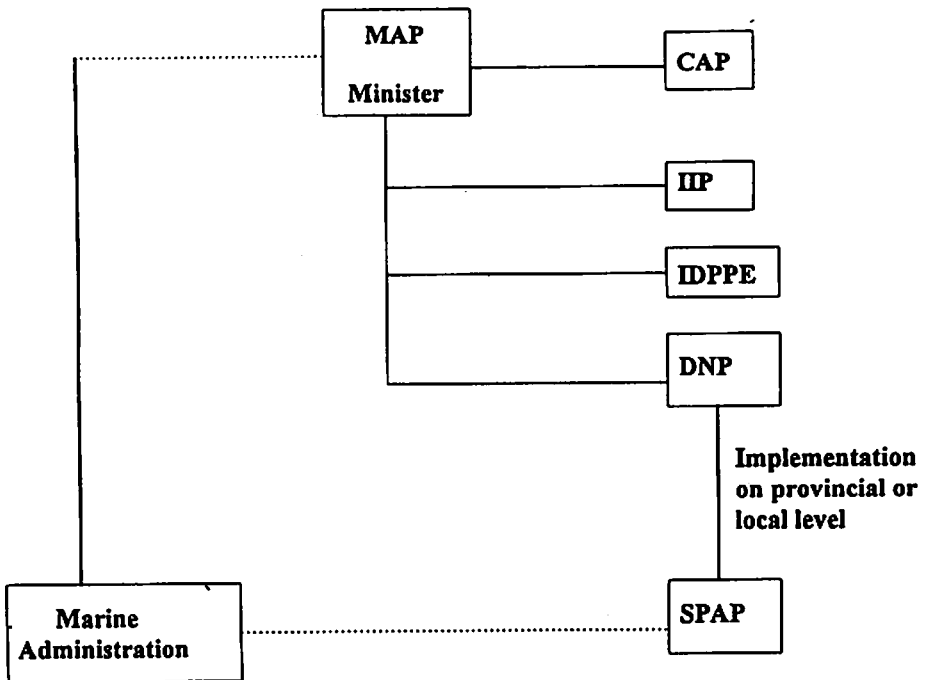 MAP
Minister
CAP
IIP
IDPPE
DNP
Implementation
on provincial or
local level
Marine
Administration
SPAP